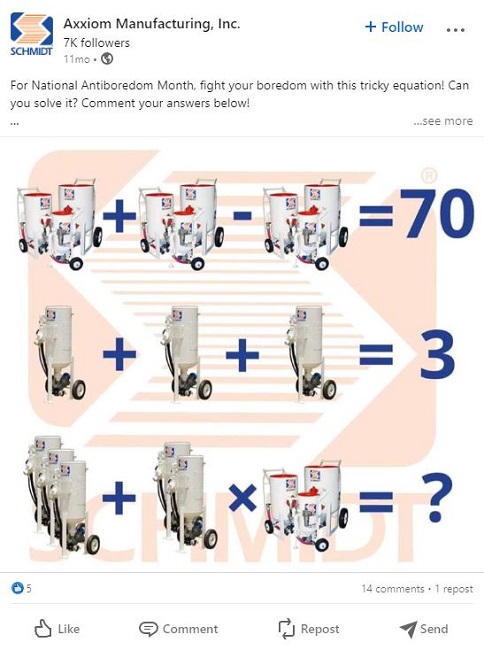 Axxiom Manufacturing, Inc.
+ Follow
...
7K followers
11mo •
SCHMIDT
For National Antiboredom Month, fight your boredom with this tricky equation! Can
you solve it? Comment your answers below!
...
...see more
®
+ - =70
+ + = 3
+ × = ?
SCHMIDT
5
14 comments • 1 repost
Like
Comment
Repost
Send